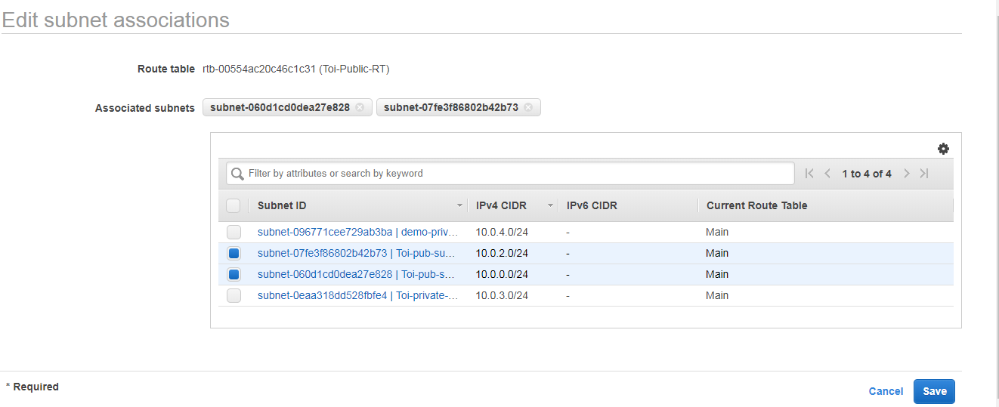 Edit subnet associations
Route table rtb-00554ac20c46c1c31 (Toi-Public-RT)
Associated subnets subnet-060d1cd0dea27e828 subnet-07fe3f86802b42b73
Filter by attributes or search by keyword 1 to 4 of 4
Subnet ID IPv4 CIDR IPv6 CIDR Current Route Table
subnet-096771cee729ab3ba | demo-priv... 10.0.4.0/24 - Main
subnet-07fe3f86802b42b73 | Toi-pub-su... 10.0.2.0/24 - Main
subnet-060d1cd0dea27e828 | Toi-pub-s... 10.0.0.0/24 - Main
subnet-0eaa318dd528fbfe4 | Toi-private-... 10.0.3.0/24 - Main
* Required Cancel Save